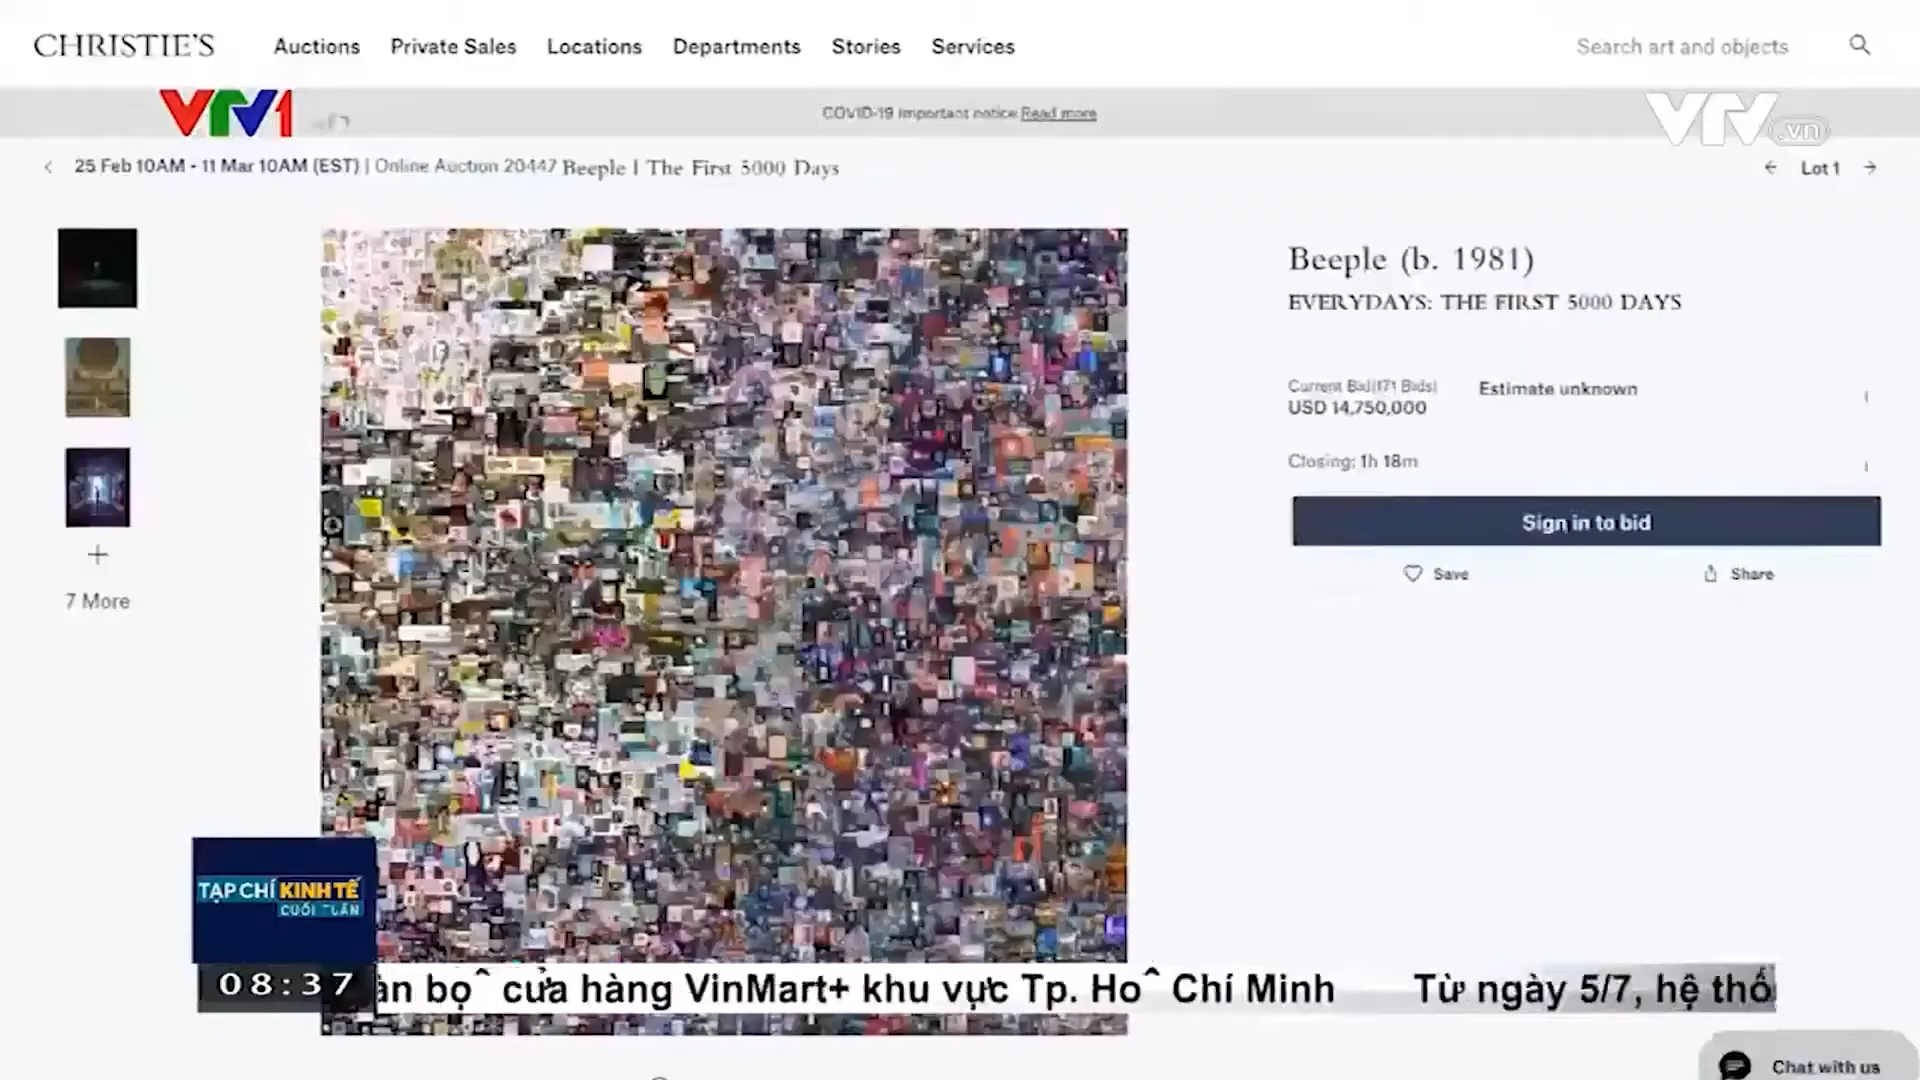 CHRISTIE'S Auctions Private Sales Locations Departments Stories Services Search art and objects
VTV1
COVID-19 Important notice Read more
VTV.vn
25 Feb 10AM - 11 Mar 10AM (EST) | Online Auction 20447 Beeple | The First 5000 Days
Lot 1
Beeple (b. 1981)
EVERYDAYS: THE FIRST 5000 DAYS
Current Bid(171 Bids) Estimate unknown
USD 14,750,000
Closing: 1h 18m
Sign in to bid
Save Share
7 More
TẠP CHÍ KINH TẾ
CUỐI TUẦN
08:37 àn bộ cửa hàng VinMart+ khu vực Tp. Hồ Chí Minh Từ ngày 5/7, hệ thố
Chat with us